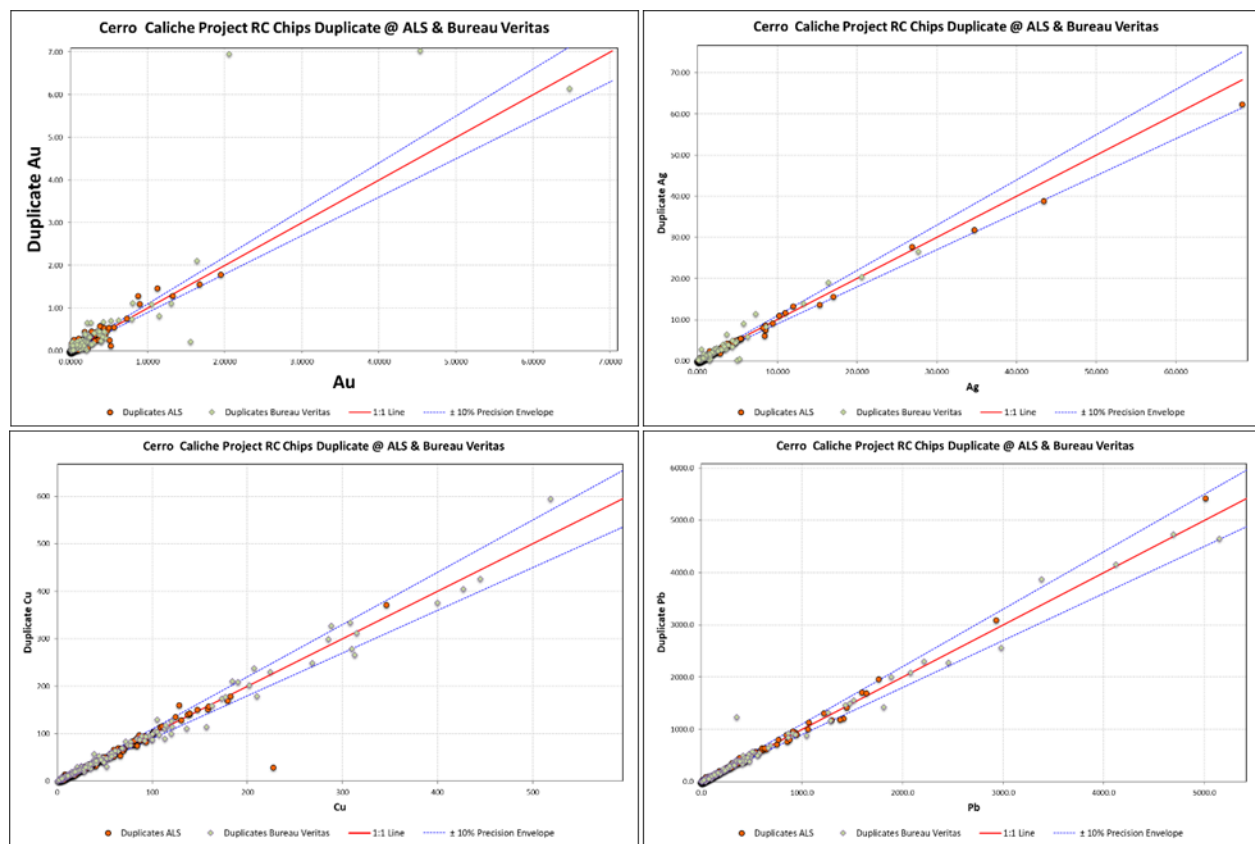 Cerro Caliche Project RC Chips Duplicate @ ALS & Bureau Veritas
7.00
6.00
5.00
4.00
3.00
2.00
1.00
0.00
Duplicate Au
0.0000 1.0000 2.0000 3.0000 4.0000 5.0000 6.0000 7.0000
Au
Duplicates ALS Duplicates Bureau Veritas 1:1 Line ± 10% Precision Envelope
Cerro Caliche Project RC Chips Duplicate @ ALS & Bureau Veritas
70.00
60.00
50.00
40.00
30.00
20.00
10.00
0.00
Duplicate Ag
0.000 10.000 20.000 30.000 40.000 50.000 60.000
Ag
Duplicates ALS Duplicates Bureau Veritas 1:1 Line ± 10% Precision Envelope
Cerro Caliche Project RC Chips Duplicate @ ALS & Bureau Veritas
600
500
400
300
200
100
0
Duplicate Cu
0 100 200 300 400 500
Cu
Duplicates ALS Duplicates Bureau Veritas 1:1 Line ± 10% Precision Envelope
Cerro Caliche Project RC Chips Duplicate @ ALS & Bureau Veritas
6000.0
5000.0
4000.0
3000.0
2000.0
1000.0
0.0
Duplicate Pb
0.0 1000.0 2000.0 3000.0 4000.0 5000.0
Pb
Duplicates ALS Duplicates Bureau Veritas 1:1 Line ± 10% Precision Envelope